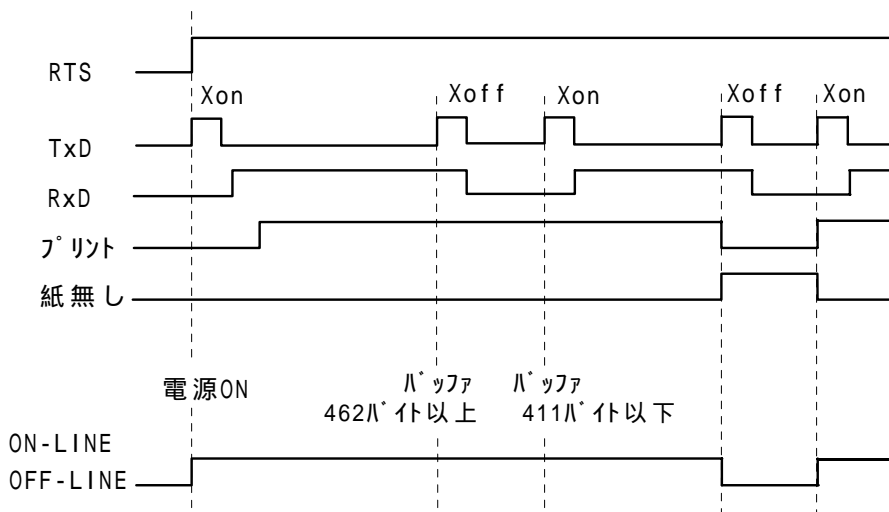 RTS
Xon
Xoff
Xon
Xoff
Xon
TxD
RxD
プリント
紙無し
電源ON
バッファ
462バイト以上
バッファ
411バイト以下
ON-LINE
OFF-LINE